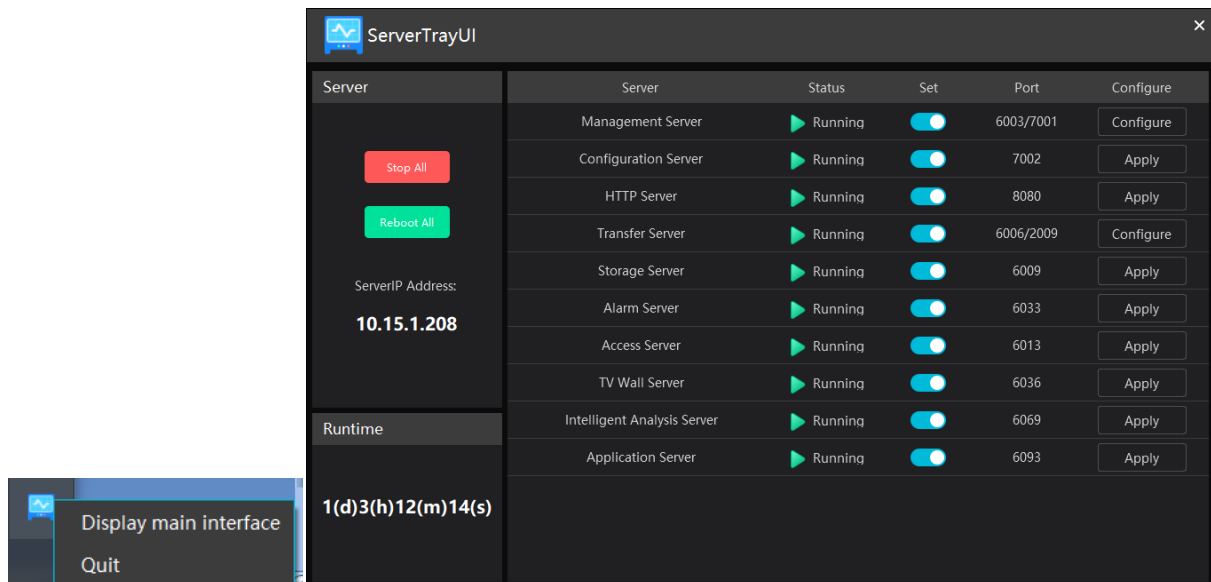 ServerTrayUI
Server
Stop All
Reboot All
ServerIP Address:
10.15.1.208
Runtime
1(d)3(h)12(m)14(s)
Server Status Set Port Configure
Management Server Running 6003/7001 Configure
Configuration Server Running 7002 Apply
HTTP Server Running 8080 Apply
Transfer Server Running 6006/2009 Configure
Storage Server Running 6009 Apply
Alarm Server Running 6033 Apply
Access Server Running 6013 Apply
TV Wall Server Running 6036 Apply
Intelligent Analysis Server Running 6069 Apply
Application Server Running 6093 Apply
Display main interface
Quit